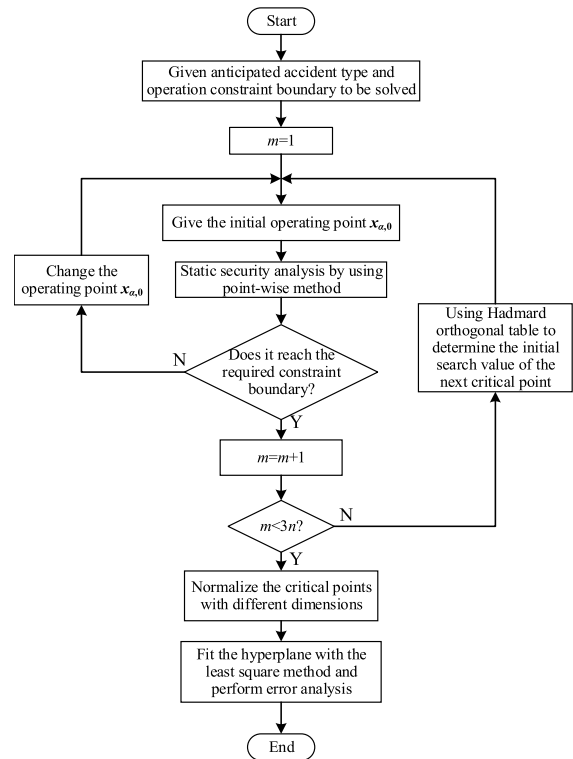 Start
Given anticipated accident type and
operation constraint boundary to be solved
m=1
Give the initial operating point xα,0
Change the
operating point xα,0
Static security analysis by using
point-wise method
Using Hadmard
orthogonal table to
determine the initial
search value of the
next critical point
Does it reach the
required constraint
boundary?
N
Y
m=m+1
m<3n?
N
Y
Normalize the critical points
with different dimensions
Fit the hyperplane with the
least square method and
perform error analysis
End